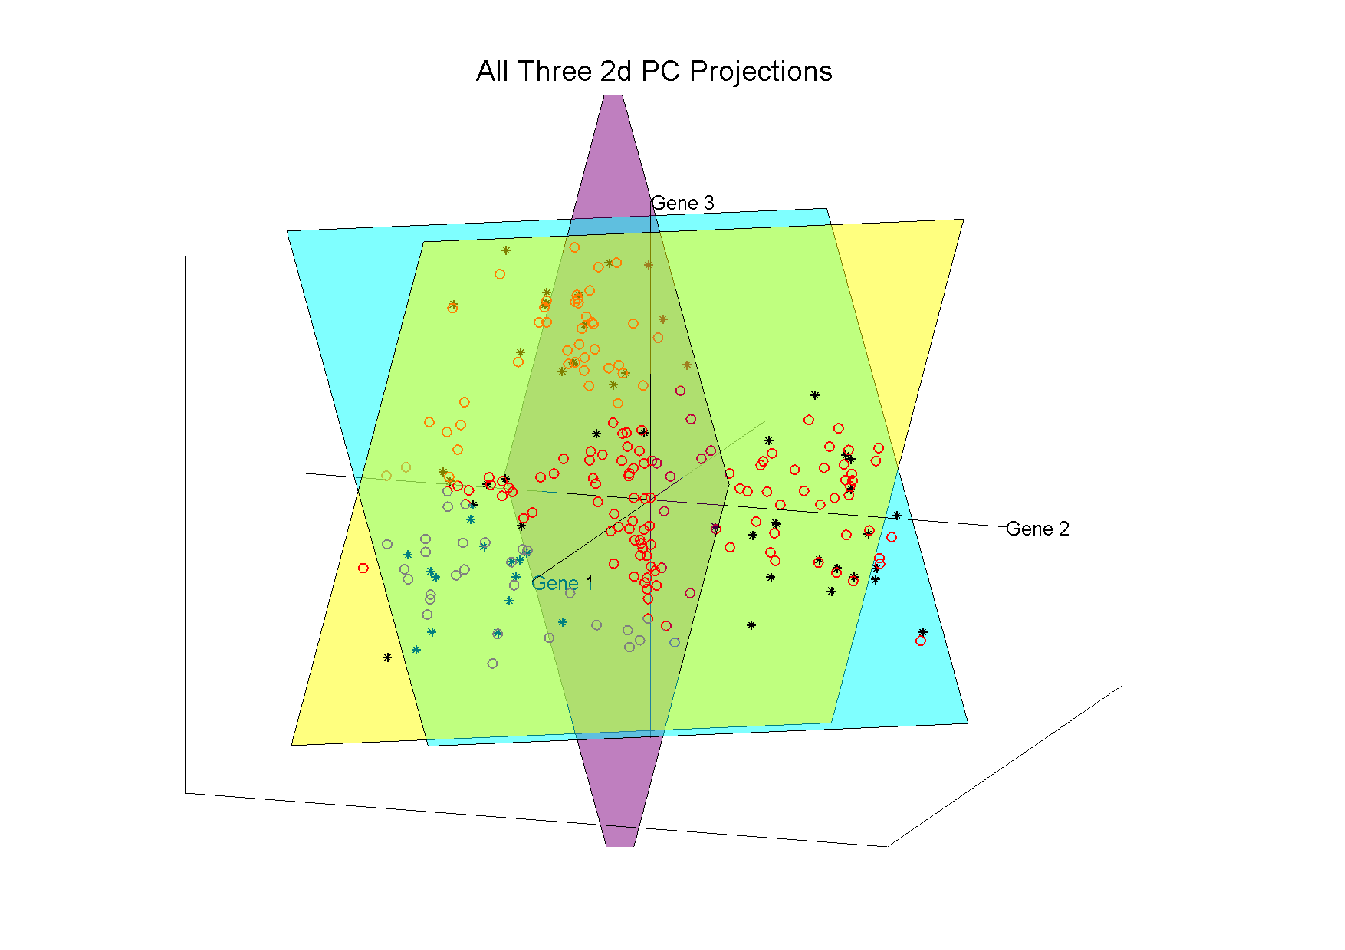 All Three 2d PC Projections
Gene 3
Gene 2
Gene 1